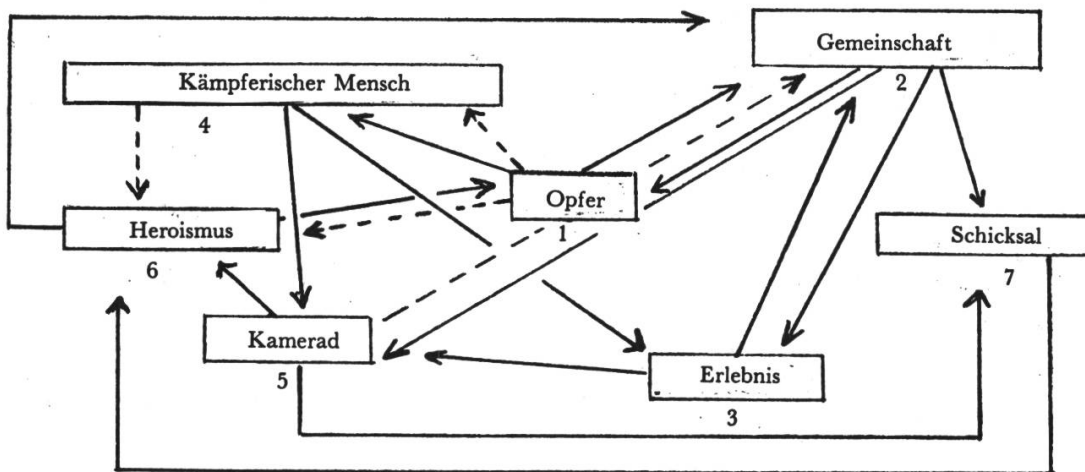 Gemeinschaft
2
Kämpferischer Mensch
4
Opfer
1
Heroismus
6
Schicksal
7
Kamerad
5
Erlebnis
3